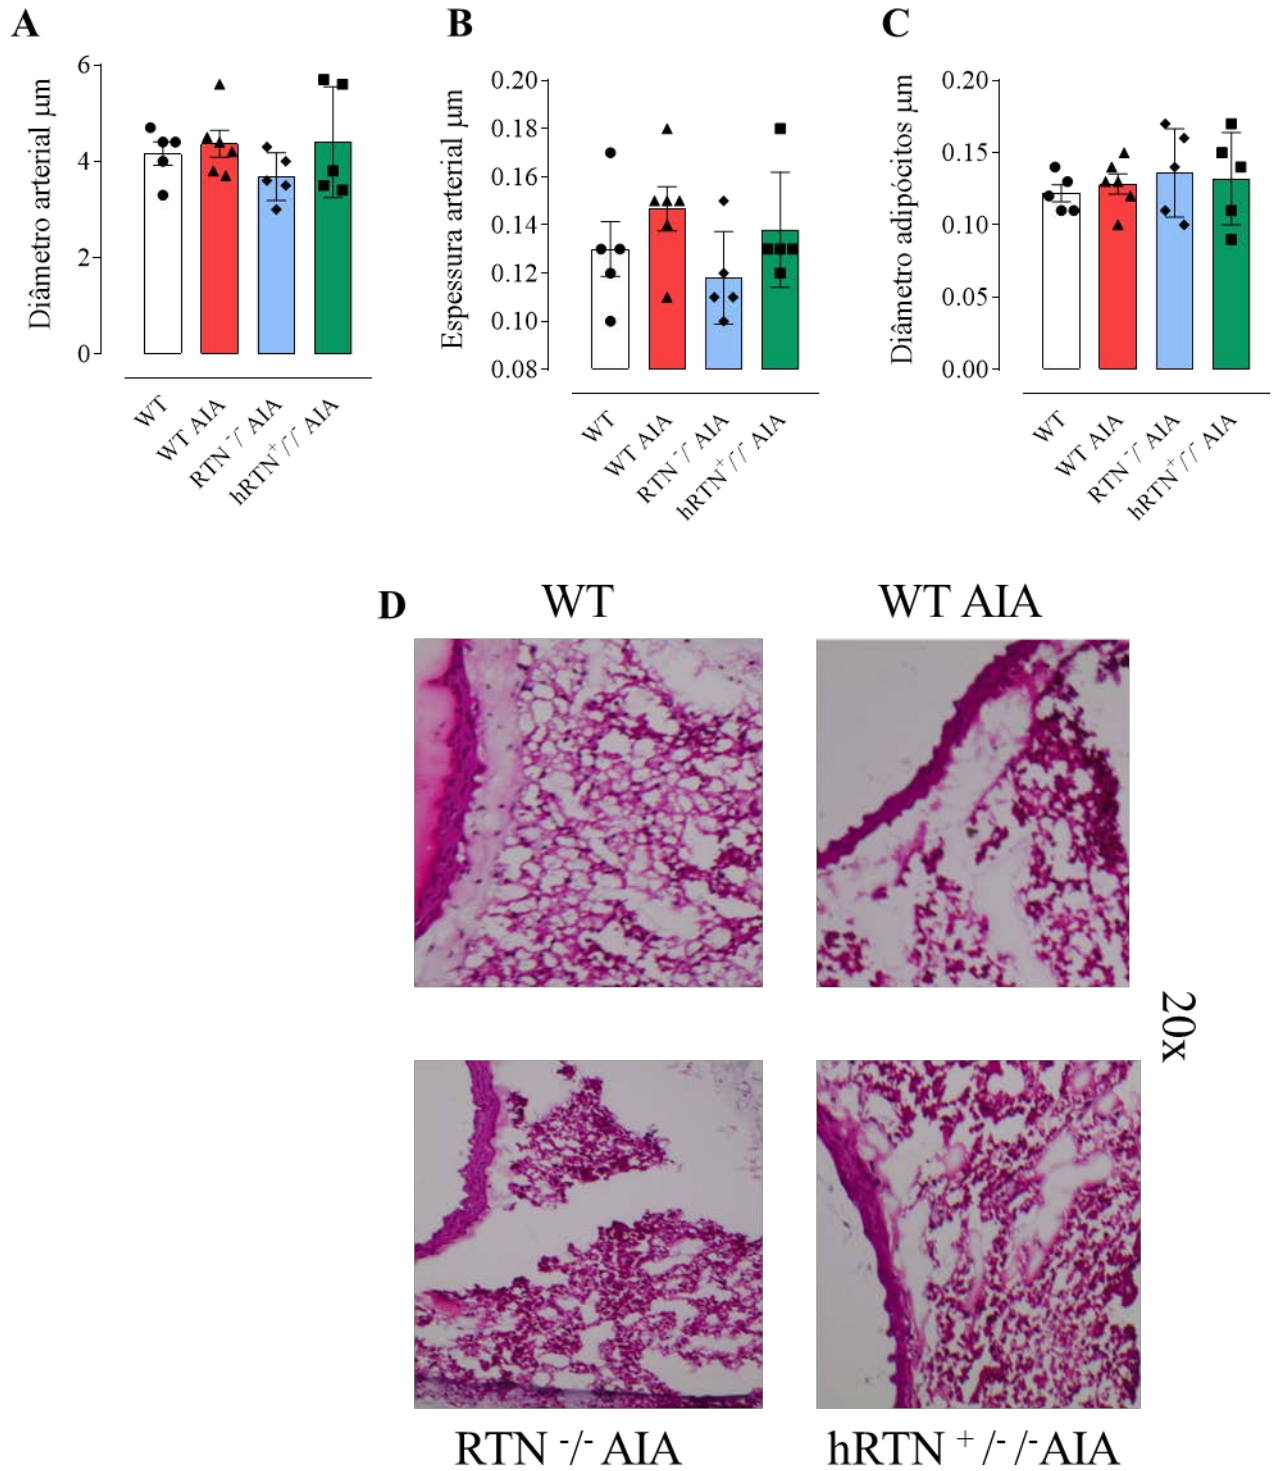 A
Diâmetro arterial µm
6
4
2
0
WT
WT AIA
RTN -/- AIA
hRTN +/-/- AIA
B
Espessura arterial µm
0.20
0.18
0.16
0.14
0.12
0.10
0.08
WT
WT AIA
RTN -/- AIA
hRTN +/-/- AIA
C
Diâmetro adipócitos µm
0.20
0.15
0.10
0.05
0.00
WT
WT AIA
RTN -/- AIA
hRTN +/-/- AIA
D
WT
WT AIA
20x
RTN -/- AIA
hRTN + /- /-AIA